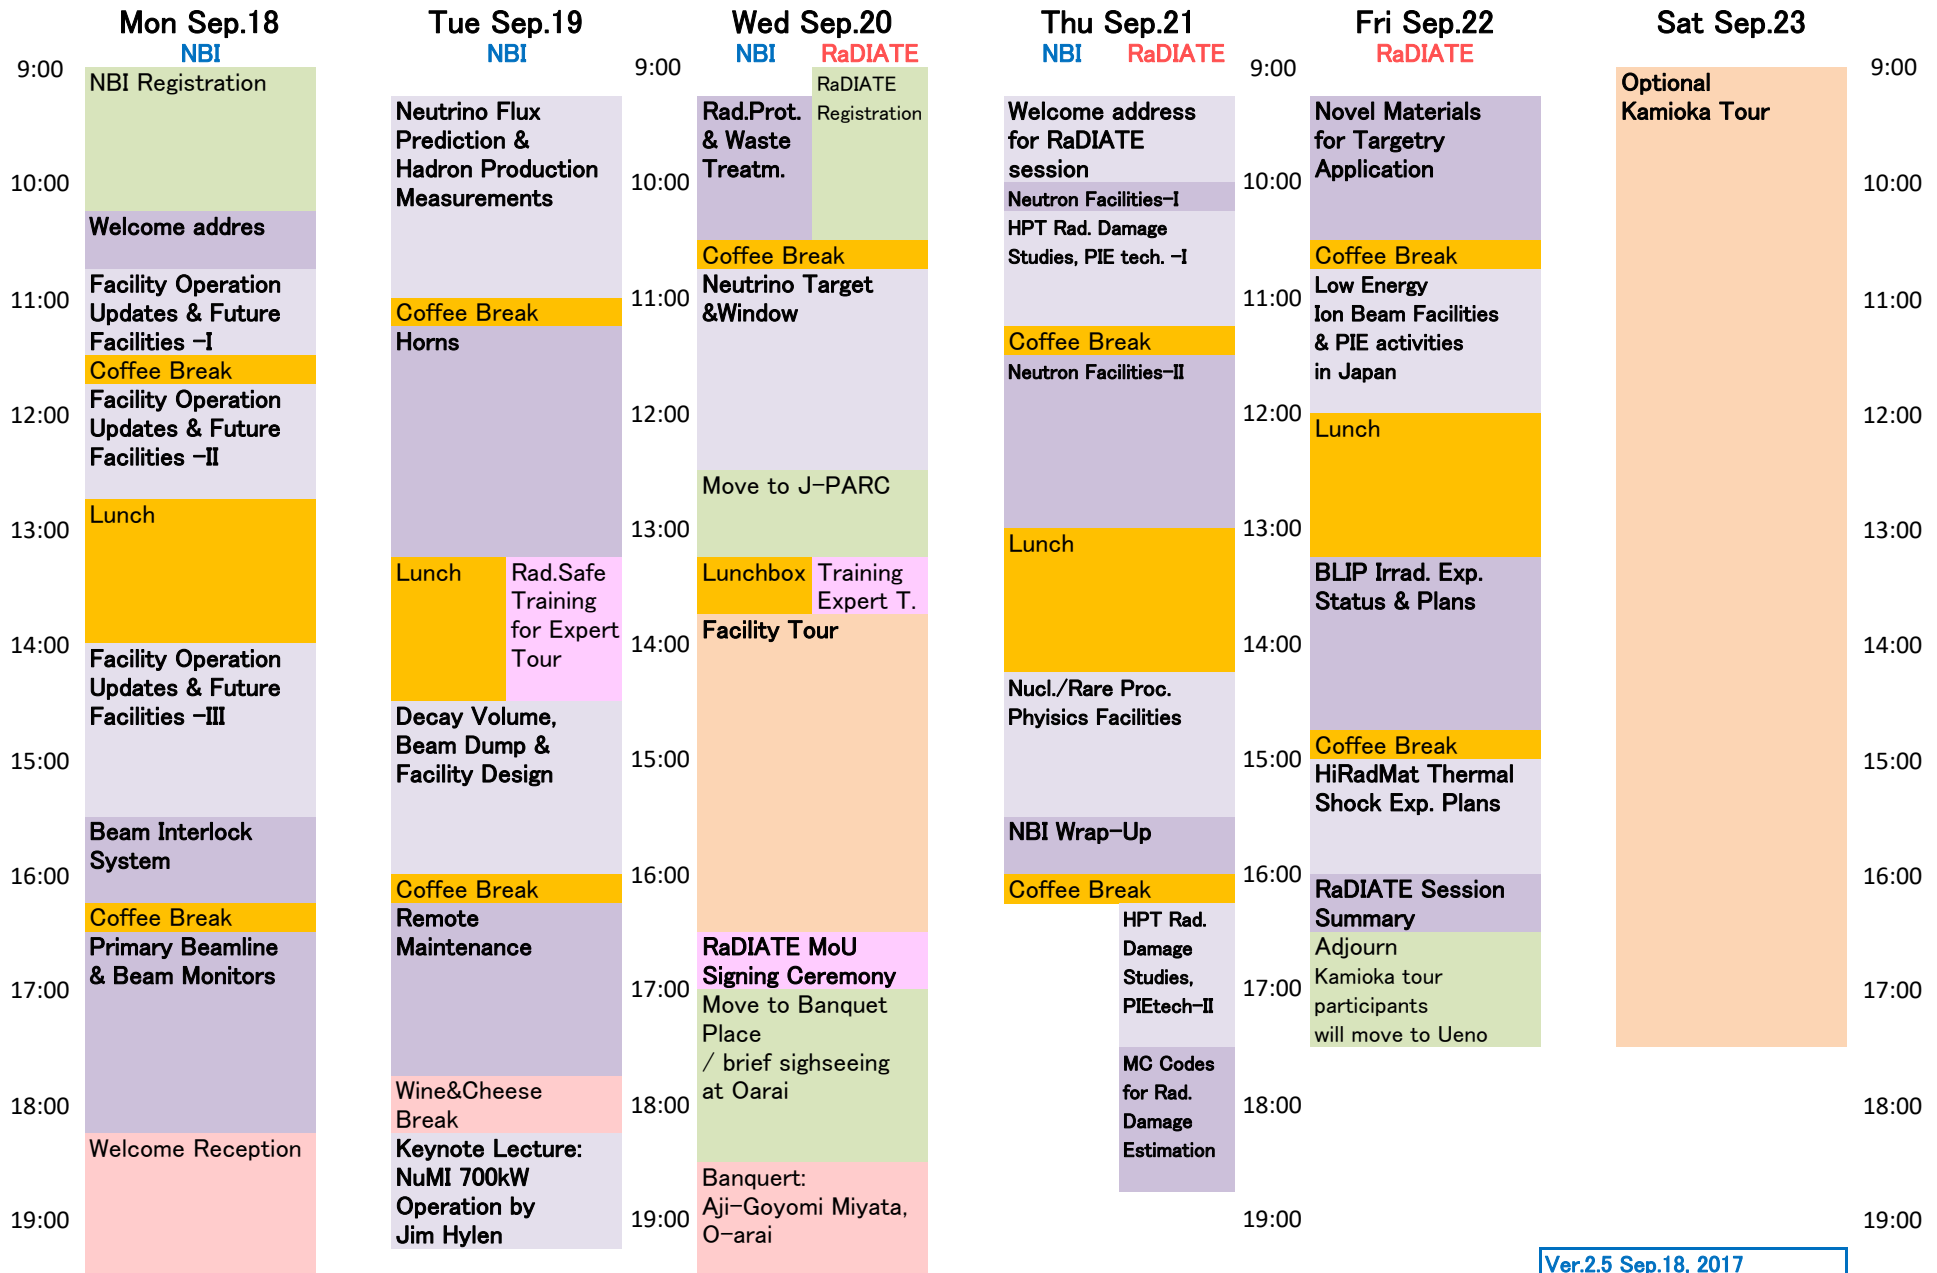 Mon Sep.18
NBI
9:00
NBI Registration
10:00
Welcome addres
Facility Operation
11:00
Updates & Future
Facilities -I
Coffee Break
Facility Operation
12:00
Updates & Future
Facilities -II
Lunch
13:00
14:00
Facility Operation
Updates & Future
Facilities -III
15:00
Beam Interlock
System
16:00
Coffee Break
Primary Beamline
& Beam Monitors
17:00
18:00
Welcome Reception
19:00
Tue Sep.19
NBI
Neutrino Flux
Prediction &
Hadron Production
Measurements
Coffee Break
Horns
Lunch
Rad.Safe
Training
for Expert
Tour
Decay Volume,
Beam Dump &
Facility Design
Coffee Break
Remote
Maintenance
Wine&Cheese
Break
Keynote Lecture:
NuMI 700kW
Operation by
Jim Hylen
Wed Sep.20
NBI RaDIATE
9:00
Rad.Prot.
& Waste
Treatm.
RaDIATE
Registration
10:00
Coffee Break
Neutrino Target
&Window
11:00
12:00
Move to J-PARC
13:00
Lunchbox
Training
Expert T.
Facility Tour
14:00
15:00
16:00
RaDIATE MoU
Signing Ceremony
17:00
Move to Banquet
Place
/ brief sighseeing
at Oarai
18:00
Banquert:
Aji-Goyomi Miyata,
O-arai
19:00
Thu Sep.21
NBI RaDIATE
Welcome address
for RaDIATE
session
Neutron Facilities-I
HPT Rad. Damage
Studies, PIE tech. -I
Coffee Break
Neutron Facilities-II
Lunch
Nucl./Rare Proc.
Phyisics Facilities
NBI Wrap-Up
Coffee Break
HPT Rad.
Damage
Studies,
PIEtech-II
MC Codes
for Rad.
Damage
Estimation
Fri Sep.22
RaDIATE
9:00
Novel Materials
for Targetry
Application
10:00
Coffee Break
Low Energy
Ion Beam Facilities
& PIE activities
in Japan
11:00
12:00
Lunch
13:00
BLIP Irrad. Exp.
Status & Plans
14:00
Coffee Break
15:00
HiRadMat Thermal
Shock Exp. Plans
16:00
RaDIATE Session
Summary
Adjourn
Kamioka tour
participants
will move to Ueno
17:00
18:00
19:00
Sat Sep.23
Optional
Kamioka Tour
9:00
10:00
11:00
12:00
13:00
14:00
15:00
16:00
17:00
18:00
19:00
Ver.2.5 Sep.18, 2017